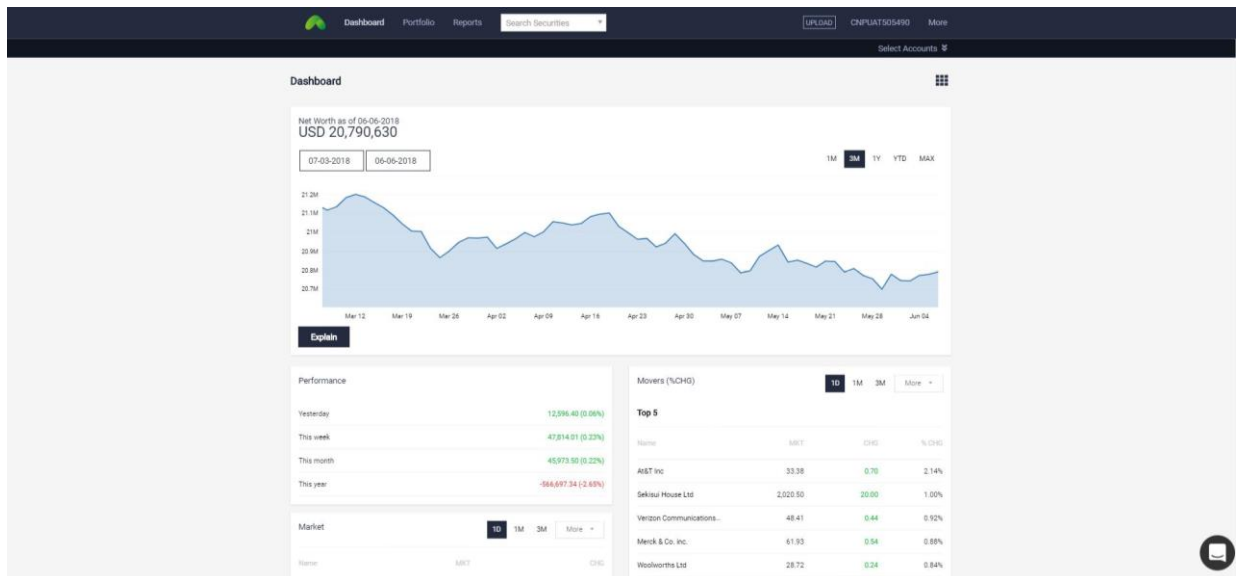 Dashboard Portfolio Reports Search Securities UPLOAD CNPUAT505490 More
Select Accounts
Dashboard
Net Worth as of 06-06-2018
USD 20,790,630
07-03-2018 06-06-2018 1M 3M 1Y YTD MAX
21.2M
21.1M
21M
20.9M
20.8M
20.7M
Mar 12 Mar 19 Mar 26 Apr 02 Apr 09 Apr 16 Apr 23 Apr 30 May 07 May 14 May 21 May 28 Jun 04
Explain
Performance
Yesterday 12,596.40 (0.06%)
This week 47,814.01 (0.23%)
This month 45,973.50 (0.22%)
This year -566,697.34 (-2.65%)
Market 1D 1M 3M More
Name MKT CHG
Movers (%CHG) 1D 1M 3M More
Top 5
Name MKT CHG % CHG
At&T Inc 33.38 0.70 2.14%
Sekisui House Ltd 2,020.50 20.00 1.00%
Verizon Communications... 48.41 0.44 0.92%
Merck & Co. Inc. 61.93 0.54 0.88%
Woolworths Ltd 28.72 0.24 0.84%